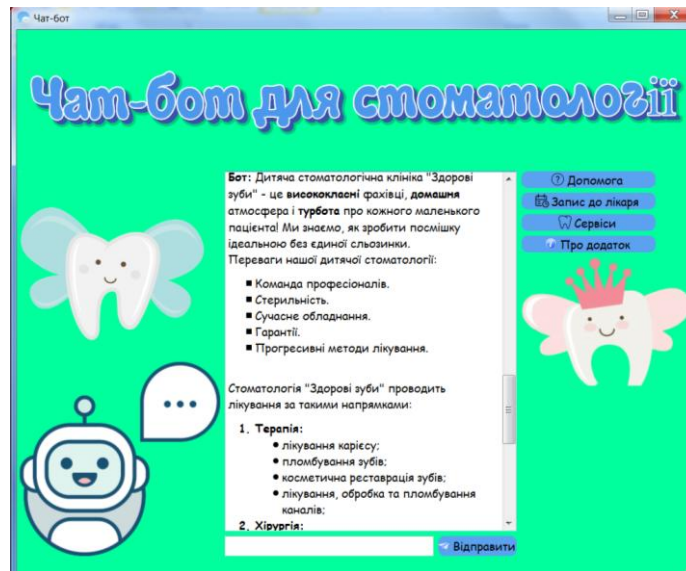 Чат-бот
Чат-бот для стоматології
Бот: Дитяча стоматологічна клініка "Здорові
зуби" - це висококласні фахівці, домашня
атмосфера і турбота про кожного маленького
пацієнта! Ми знаємо, як зробити посмішку
ідеальною без єдиної сльозинки.
Переваги нашої дитячої стоматології:
■ Команда професіоналів.
■ Стерильність.
■ Сучасне обладнання.
■ Гарантії.
■ Прогресивні методи лікування.
Стоматологія "Здорові зуби" проводить
лікування за такими напрямками:
1. Терапія:
● лікування карієсу;
● пломбування зубів;
● косметична реставрація зубів;
● лікування, обробка та пломбування
каналів;
2. Хірургія:
Відправити
Допомога
Запис до лікаря
Сервіси
Про додаток